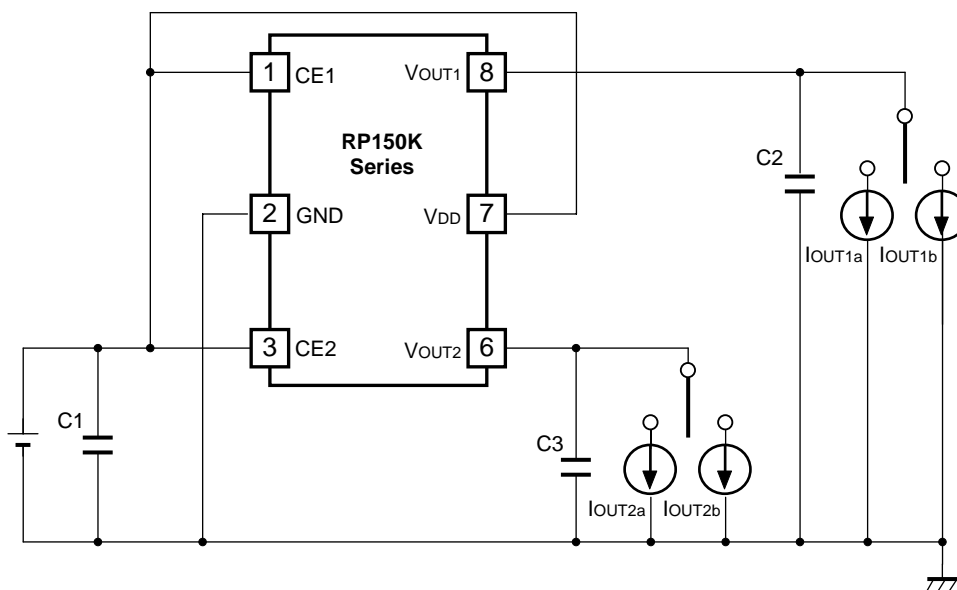 1 CE1 VOUT1 8
RP150K
Series
C2
2 GND VDD 7
IOUT1a IOUT1b
3 CE2 VOUT2 6
C1
C3
IOUT2a IOUT2b